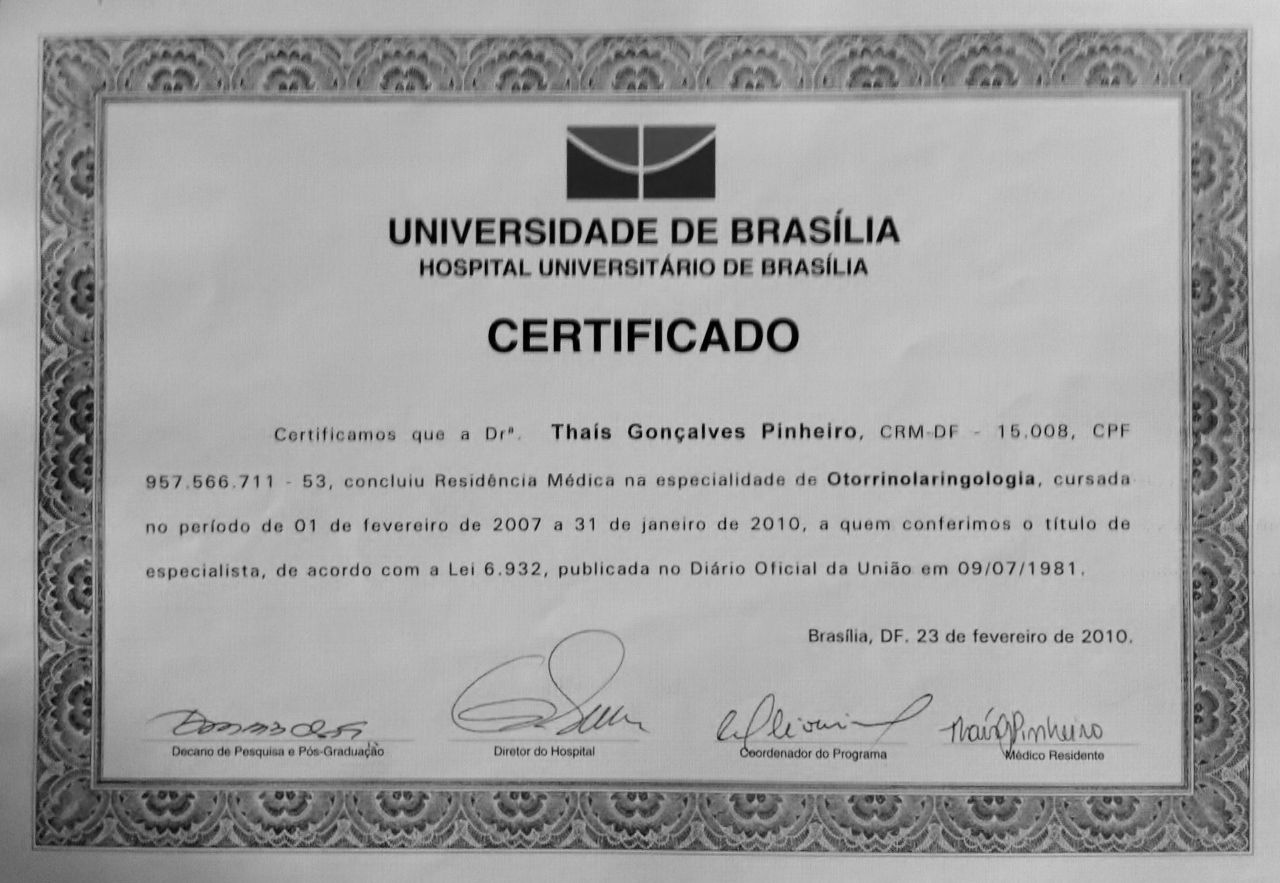 UNIVERSIDADE DE BRASÍLIA
HOSPITAL UNIVERSITÁRIO DE BRASÍLIA
CERTIFICADO
Certificamos que a Drª. Thaís Gonçalves Pinheiro, CRM-DF - 15.008, CPF
957.566.711 - 53, concluiu Residência Médica na especialidade de Otorrinolaringologia, cursada
no período de 01 de fevereiro de 2007 a 31 de janeiro de 2010, a quem conferimos o título de
especialista, de acordo com a Lei 6.932, publicada no Diário Oficial da União em 09/07/1981.
Brasília, DF. 23 de fevereiro de 2010.
Thaís G Pinheiro
Decano de Pesquisa e Pós-Graduação Diretor do Hospital Coordenador do Programa Médico Residente